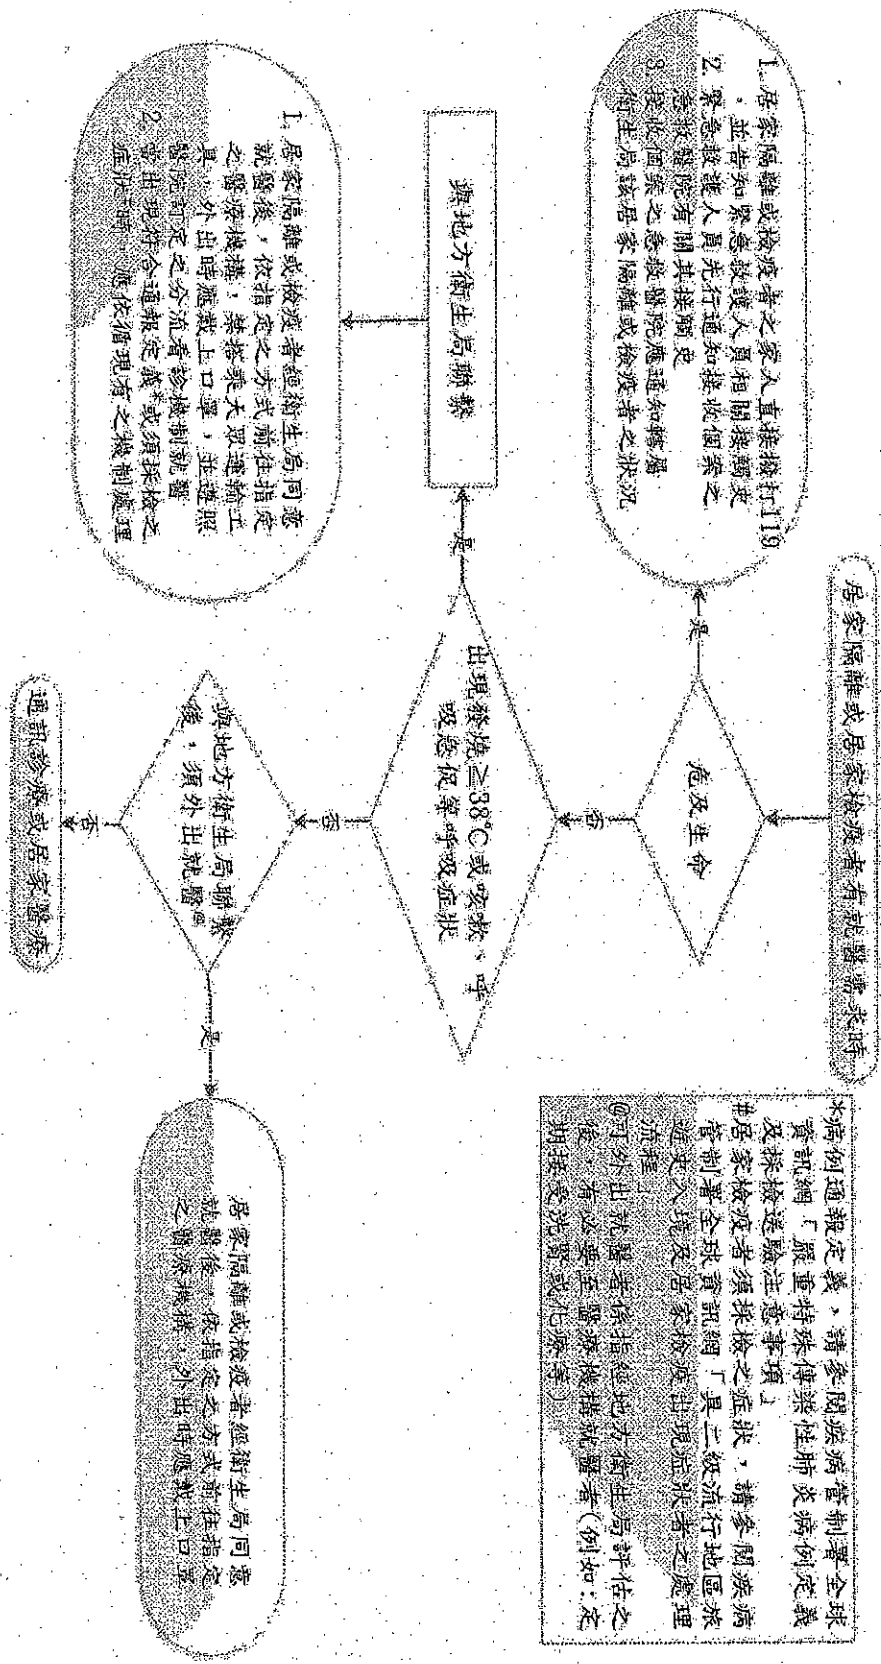 居家隔離或居家檢疫者有就醫需求時
危及生命
是
1. 居家隔離或檢疫者之家人直接撥打119
，並告知緊急救護人員相關接觸史
2. 緊急救護人員先行通知接收個案之
急救醫院有關其接觸史
3. 接收個案之急救醫院應通知轄屬
衛生局該居家隔離或檢疫者之狀況
否
出現發燒≧38℃或咳嗽、呼
吸急促等呼吸症狀
是
與地方衛生局聯繫
1. 居家隔離或檢疫者經衛生局同意
就醫後，依指定之方式前往指定
之醫療機構，禁搭乘大眾運輸工
具，外出時應戴上口罩，並遵照
醫院訂定之分流看診機制就醫
2. 當出現符合通報定義*或須採檢之
症狀#時，應依循現有之機制處理
否
與地方衛生局聯繫
後，須外出就醫@
是
居家隔離或檢疫者經衛生局同意
就醫後，依指定之方式前往指定
之醫療機構，外出時應戴上口罩
否
通訊診療或居家醫療
*病例通報定義，請參閱疾病管制署全球
資訊網「嚴重特殊傳染性肺炎病例定義
及採檢送驗注意事項」
#居家檢疫者須採檢之症狀，請參閱疾病
管制署全球資訊網「具三級流行地區旅
遊史入境及居家檢疫出現症狀者之處理
流程」
@可外出就醫者係指經地方衛生局評估之
後，有必要至醫療機構就醫者(例如：定
期接受洗腎或化療等)